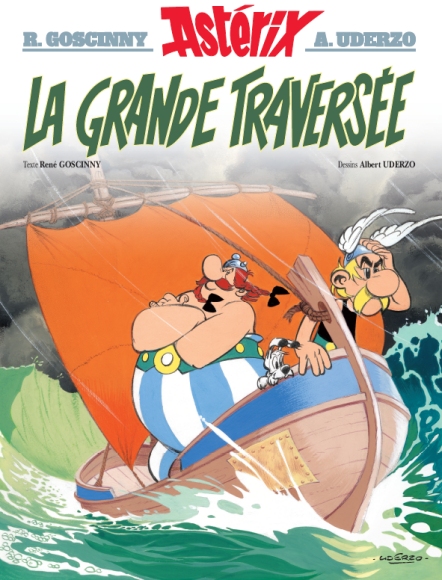 R. GOSCINNY Astérix A. UDERZO
LA GRANDE TRAVERSÉE
Texte René GOSCINNY Dessins Albert UDERZO
-UDERZO-